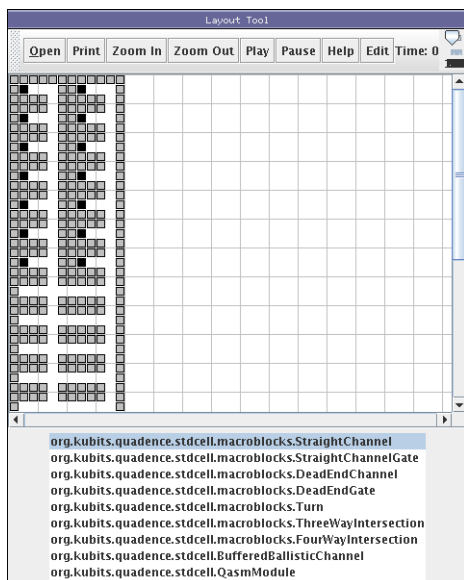 Layout Tool
Open Print Zoom In Zoom Out Play Pause Help Edit Time: 0
org.kubits.quadence.stdcell.macroblocks.StraightChannel
org.kubits.quadence.stdcell.macroblocks.StraightChannelGate
org.kubits.quadence.stdcell.macroblocks.DeadEndChannel
org.kubits.quadence.stdcell.macroblocks.DeadEndGate
org.kubits.quadence.stdcell.macroblocks.Turn
org.kubits.quadence.stdcell.macroblocks.ThreeWayIntersection
org.kubits.quadence.stdcell.macroblocks.FourWayIntersection
org.kubits.quadence.stdcell.BufferedBallisticChannel
org.kubits.quadence.stdcell.QasmModule